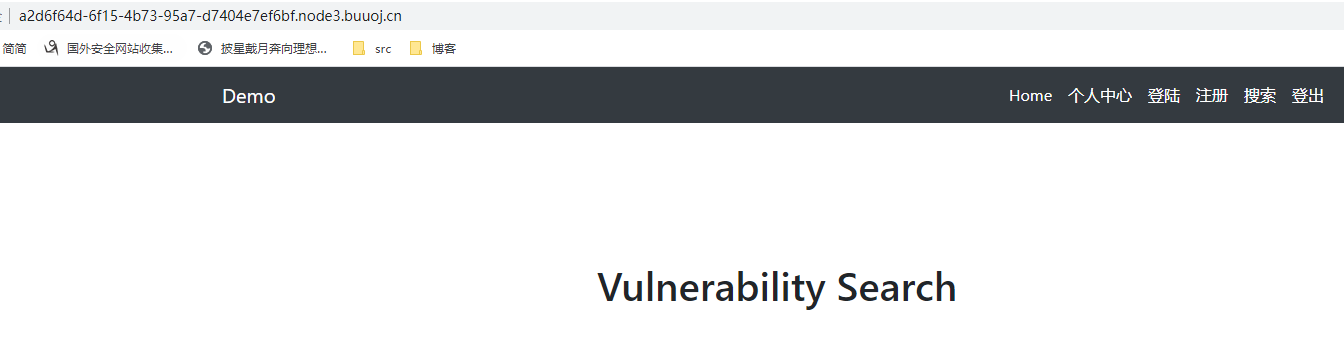 a2d6f64d-6f15-4b73-95a7-d7404e7ef6bf.node3.buuoj.cn
简简 国外安全网站收集... 披星戴月奔向理想... src 博客
Demo Home 个人中心 登陆 注册 搜索 登出
Vulnerability Search